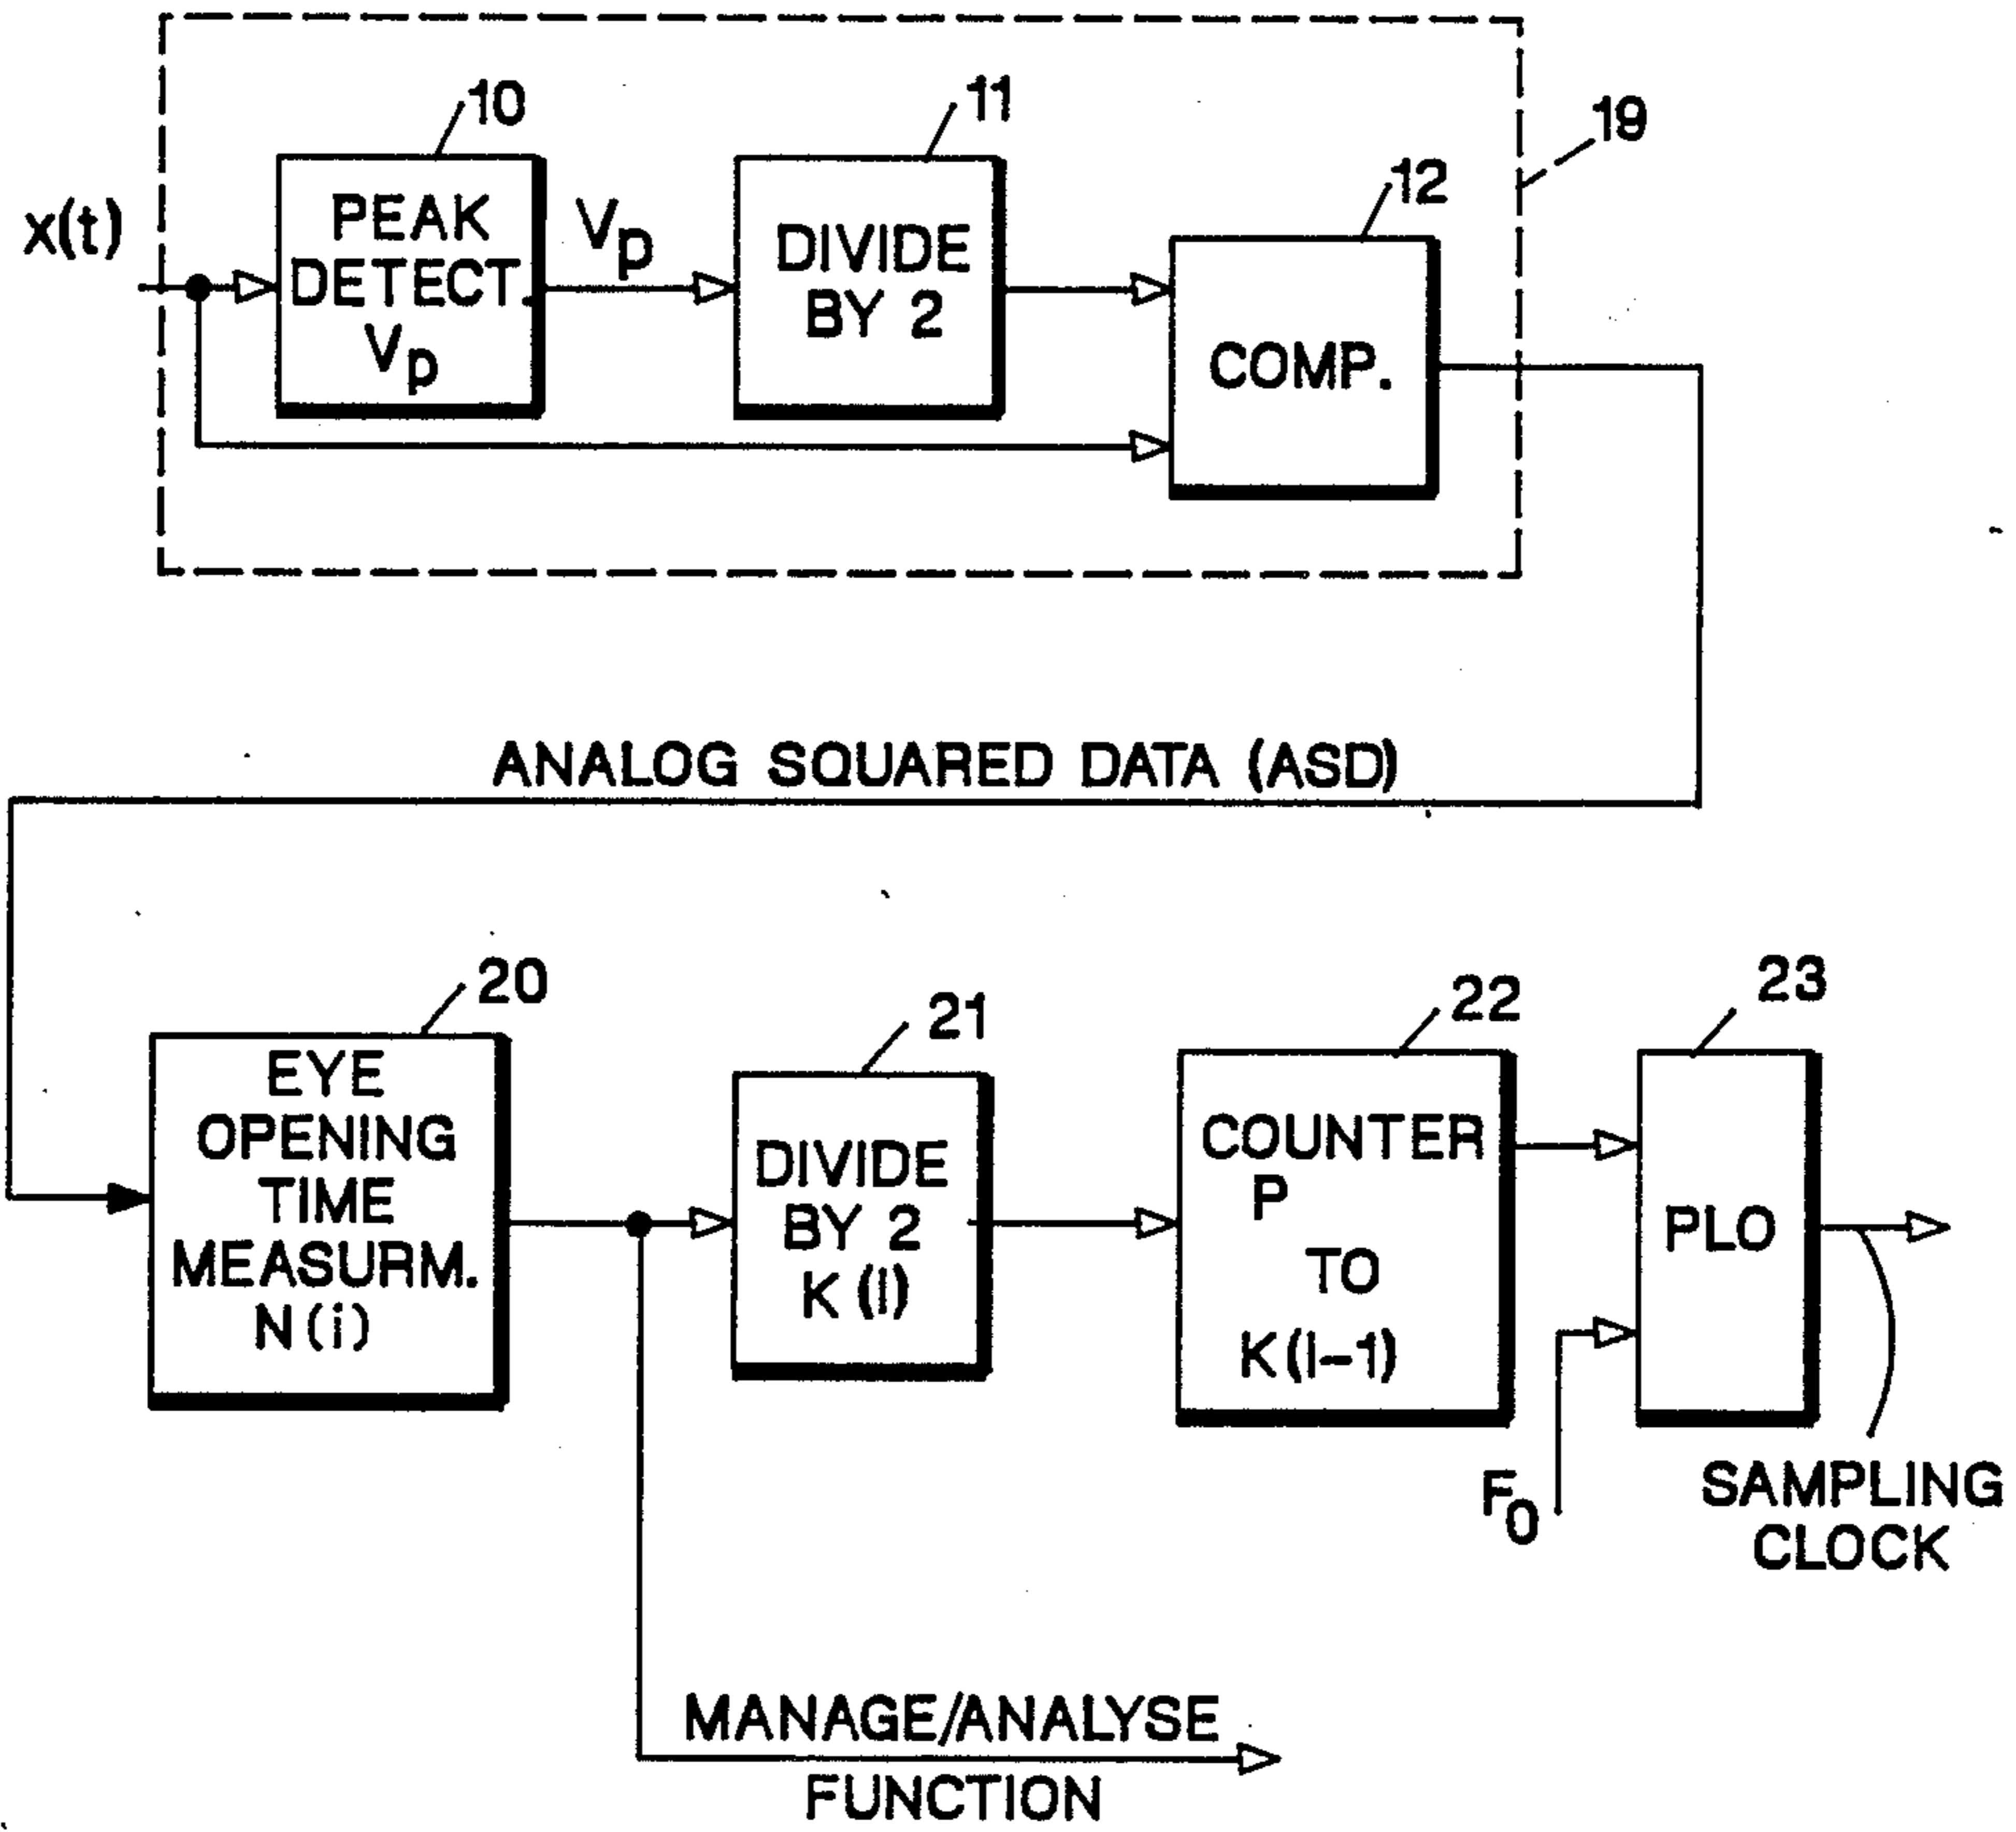 10
11
19
12
x(t)
PEAK
DETECT.
Vp
Vp
DIVIDE
BY 2
COMP.
ANALOG SQUARED DATA (ASD)
20
21
22
23
EYE
OPENING
TIME
MEASURM.
N(i)
DIVIDE
BY 2
K(I)
COUNTER
P
TO
K(I-1)
PLO
F0
SAMPLING
CLOCK
MANAGE/ANALYSE
FUNCTION